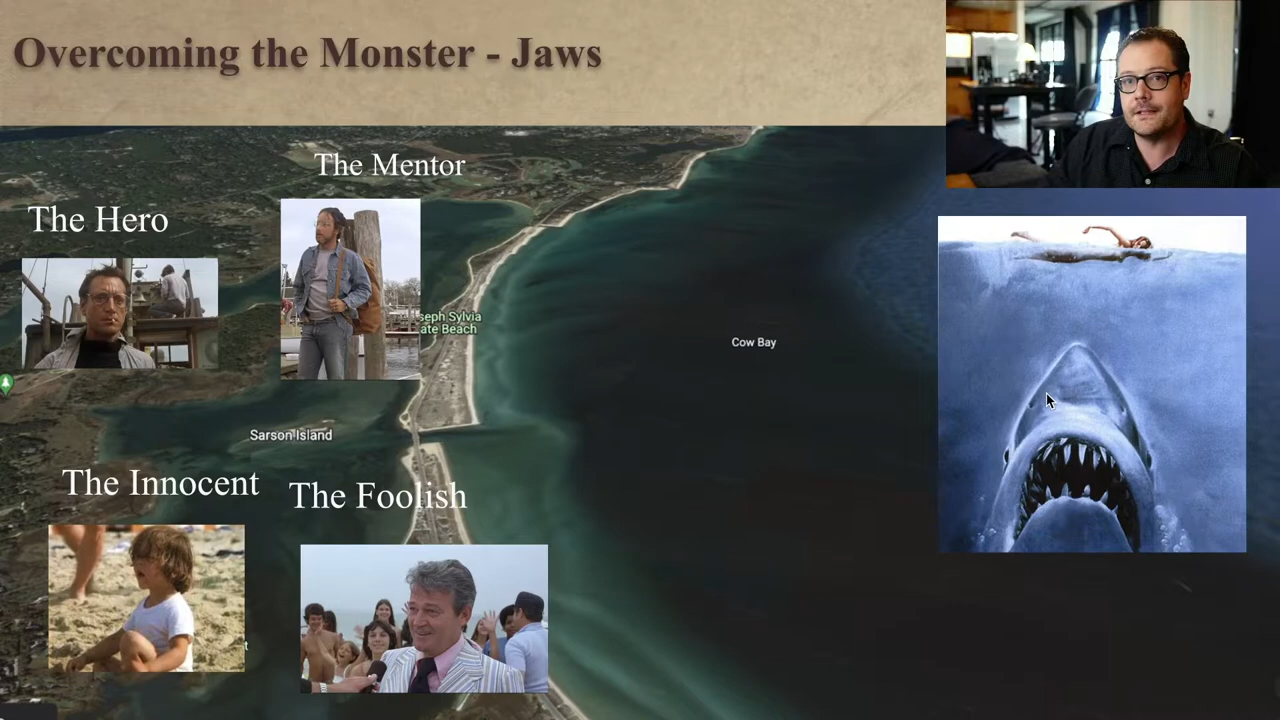 Overcoming the Monster - Jaws
The Mentor
The Hero
seph Sylvia
ate Beach
Cow Bay
Sarson Island
The Innocent
The Foolish